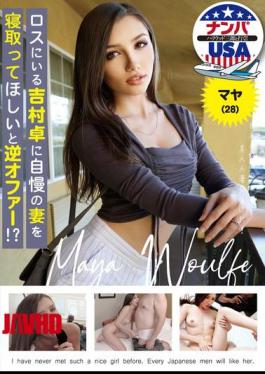 ロスにいる吉村卓に自慢の妻を
寝取ってほしいと逆オファー!?
ナンパ
USA
マヤ
(28)
Maya Woulfe
JAVHD
I have never met such a nice girl before. Every Japanese men will like her.